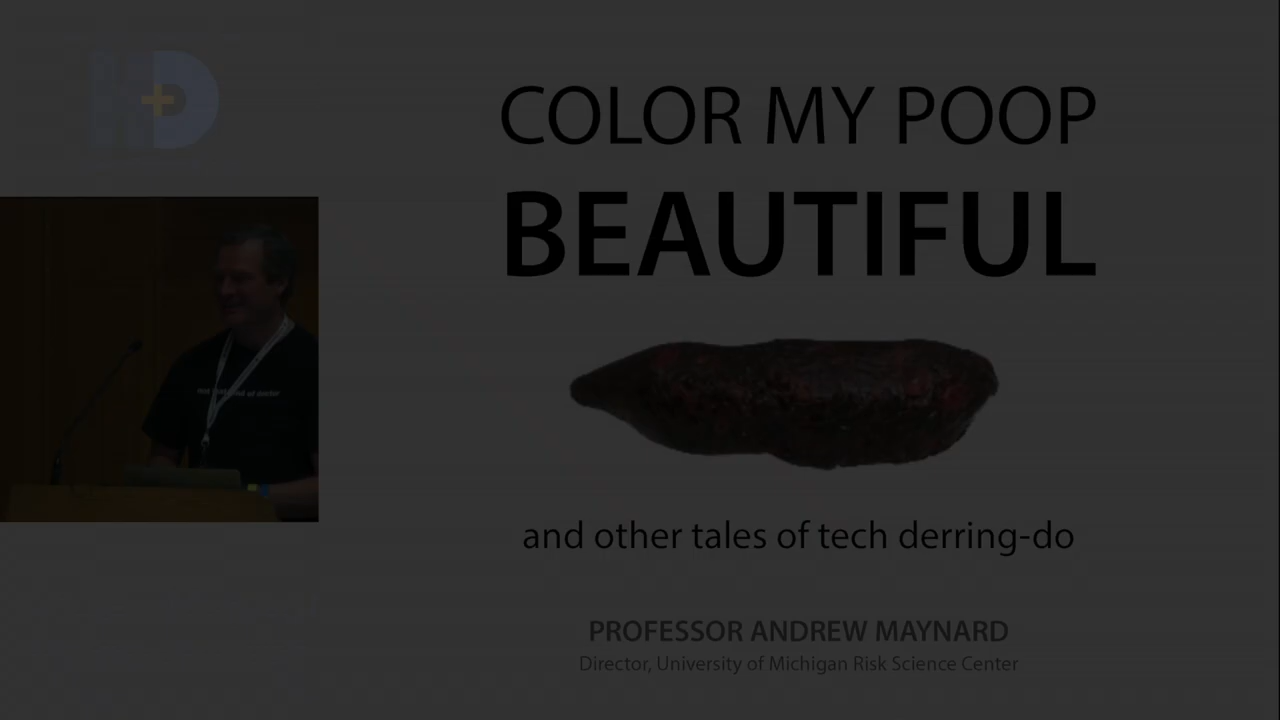 COLOR MY POOP
BEAUTIFUL
and other tales of tech derring-do
PROFESSOR ANDREW MAYNARD
Director, University of Michigan Risk Science Center